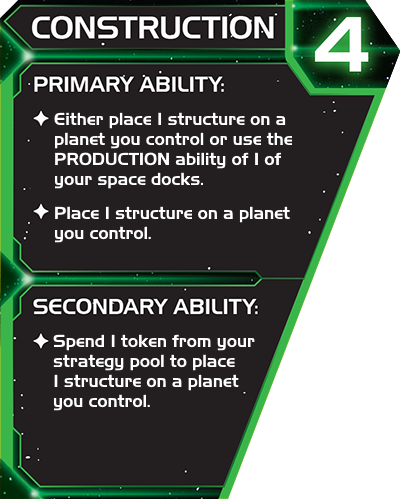 CONSTRUCTION 4
PRIMARY ABILITY:
Either place 1 structure on a
planet you control or use the
PRODUCTION ability of 1 of
your space docks.
Place 1 structure on a planet
you control.
SECONDARY ABILITY:
Spend 1 token from your
strategy pool to place
1 structure on a planet
you control.